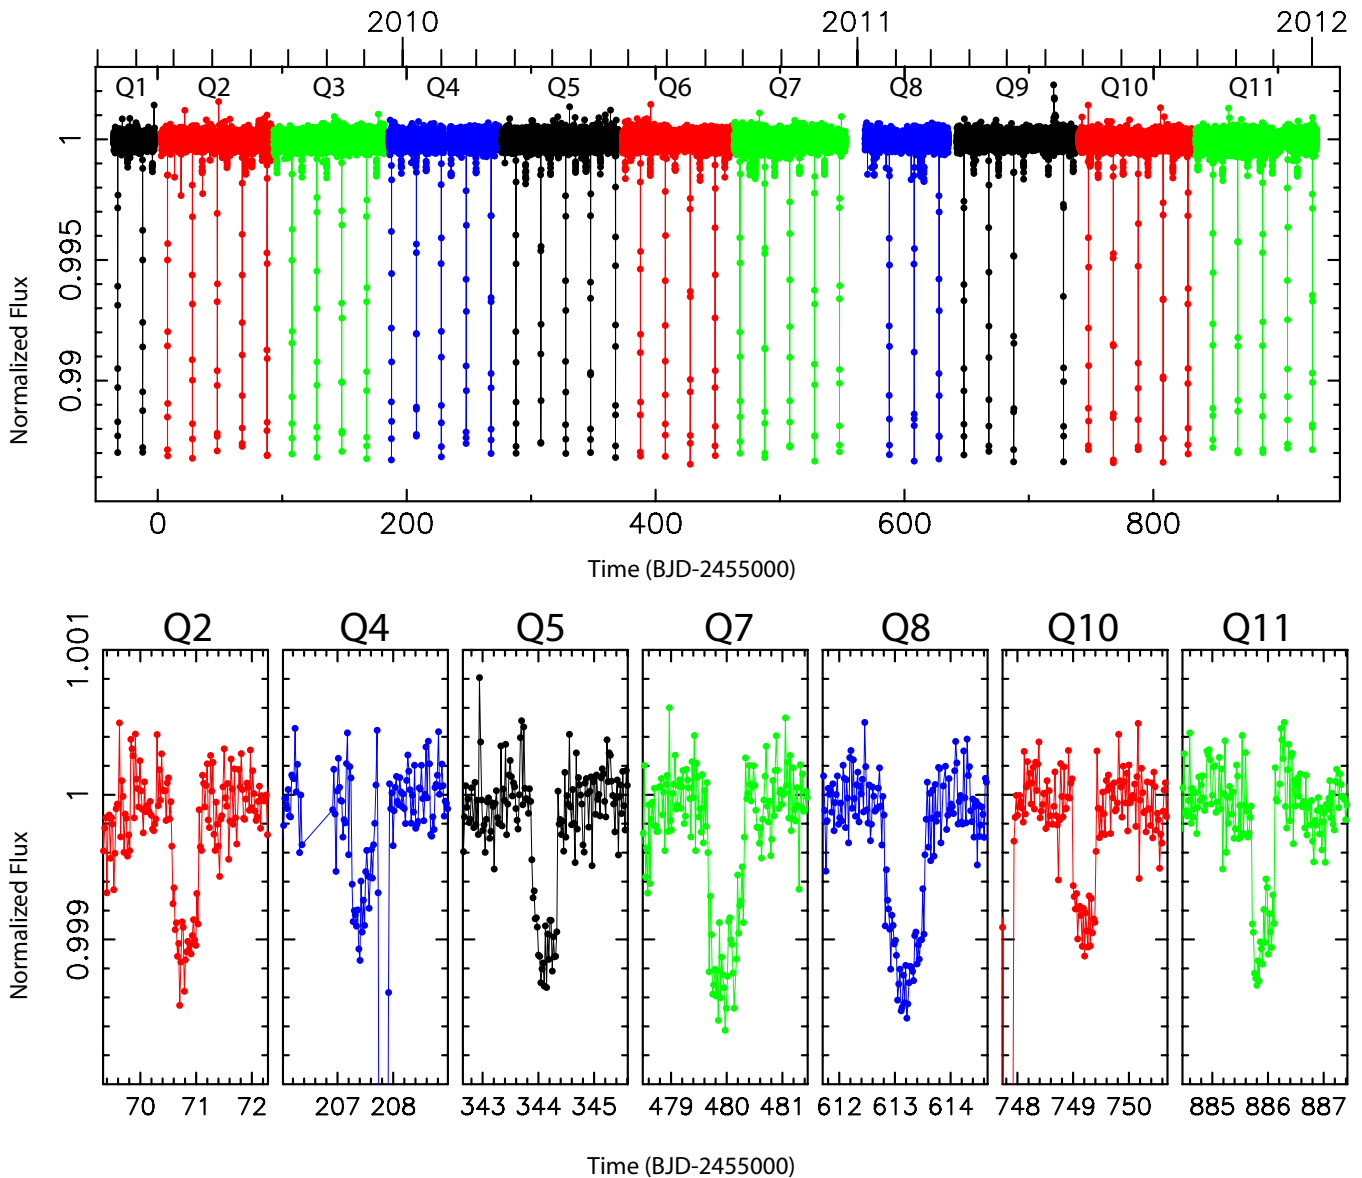 2010 2011 2012
Q1 Q2 Q3 Q4 Q5 Q6 Q7 Q8 Q9 Q10 Q11
1
0.995
0.99
Normalized Flux
0 200 400 600 800
Time (BJD-2455000)
Q2 Q4 Q5 Q7 Q8 Q10 Q11
1.001
1
0.999
Normalized Flux
70 71 72 207 208 343 344 345 479 480 481 612 613 614 748 749 750 885 886 887
Time (BJD-2455000)